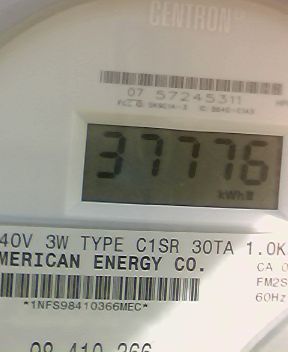 CENTRON
07 57245311
37776
kWh
40V 3W TYPE C1SR 30TA 1.0K
MERICAN ENERGY CO.
CA 0
FM2S
60Hz
*1NFS98410366MEC*
98 410 366